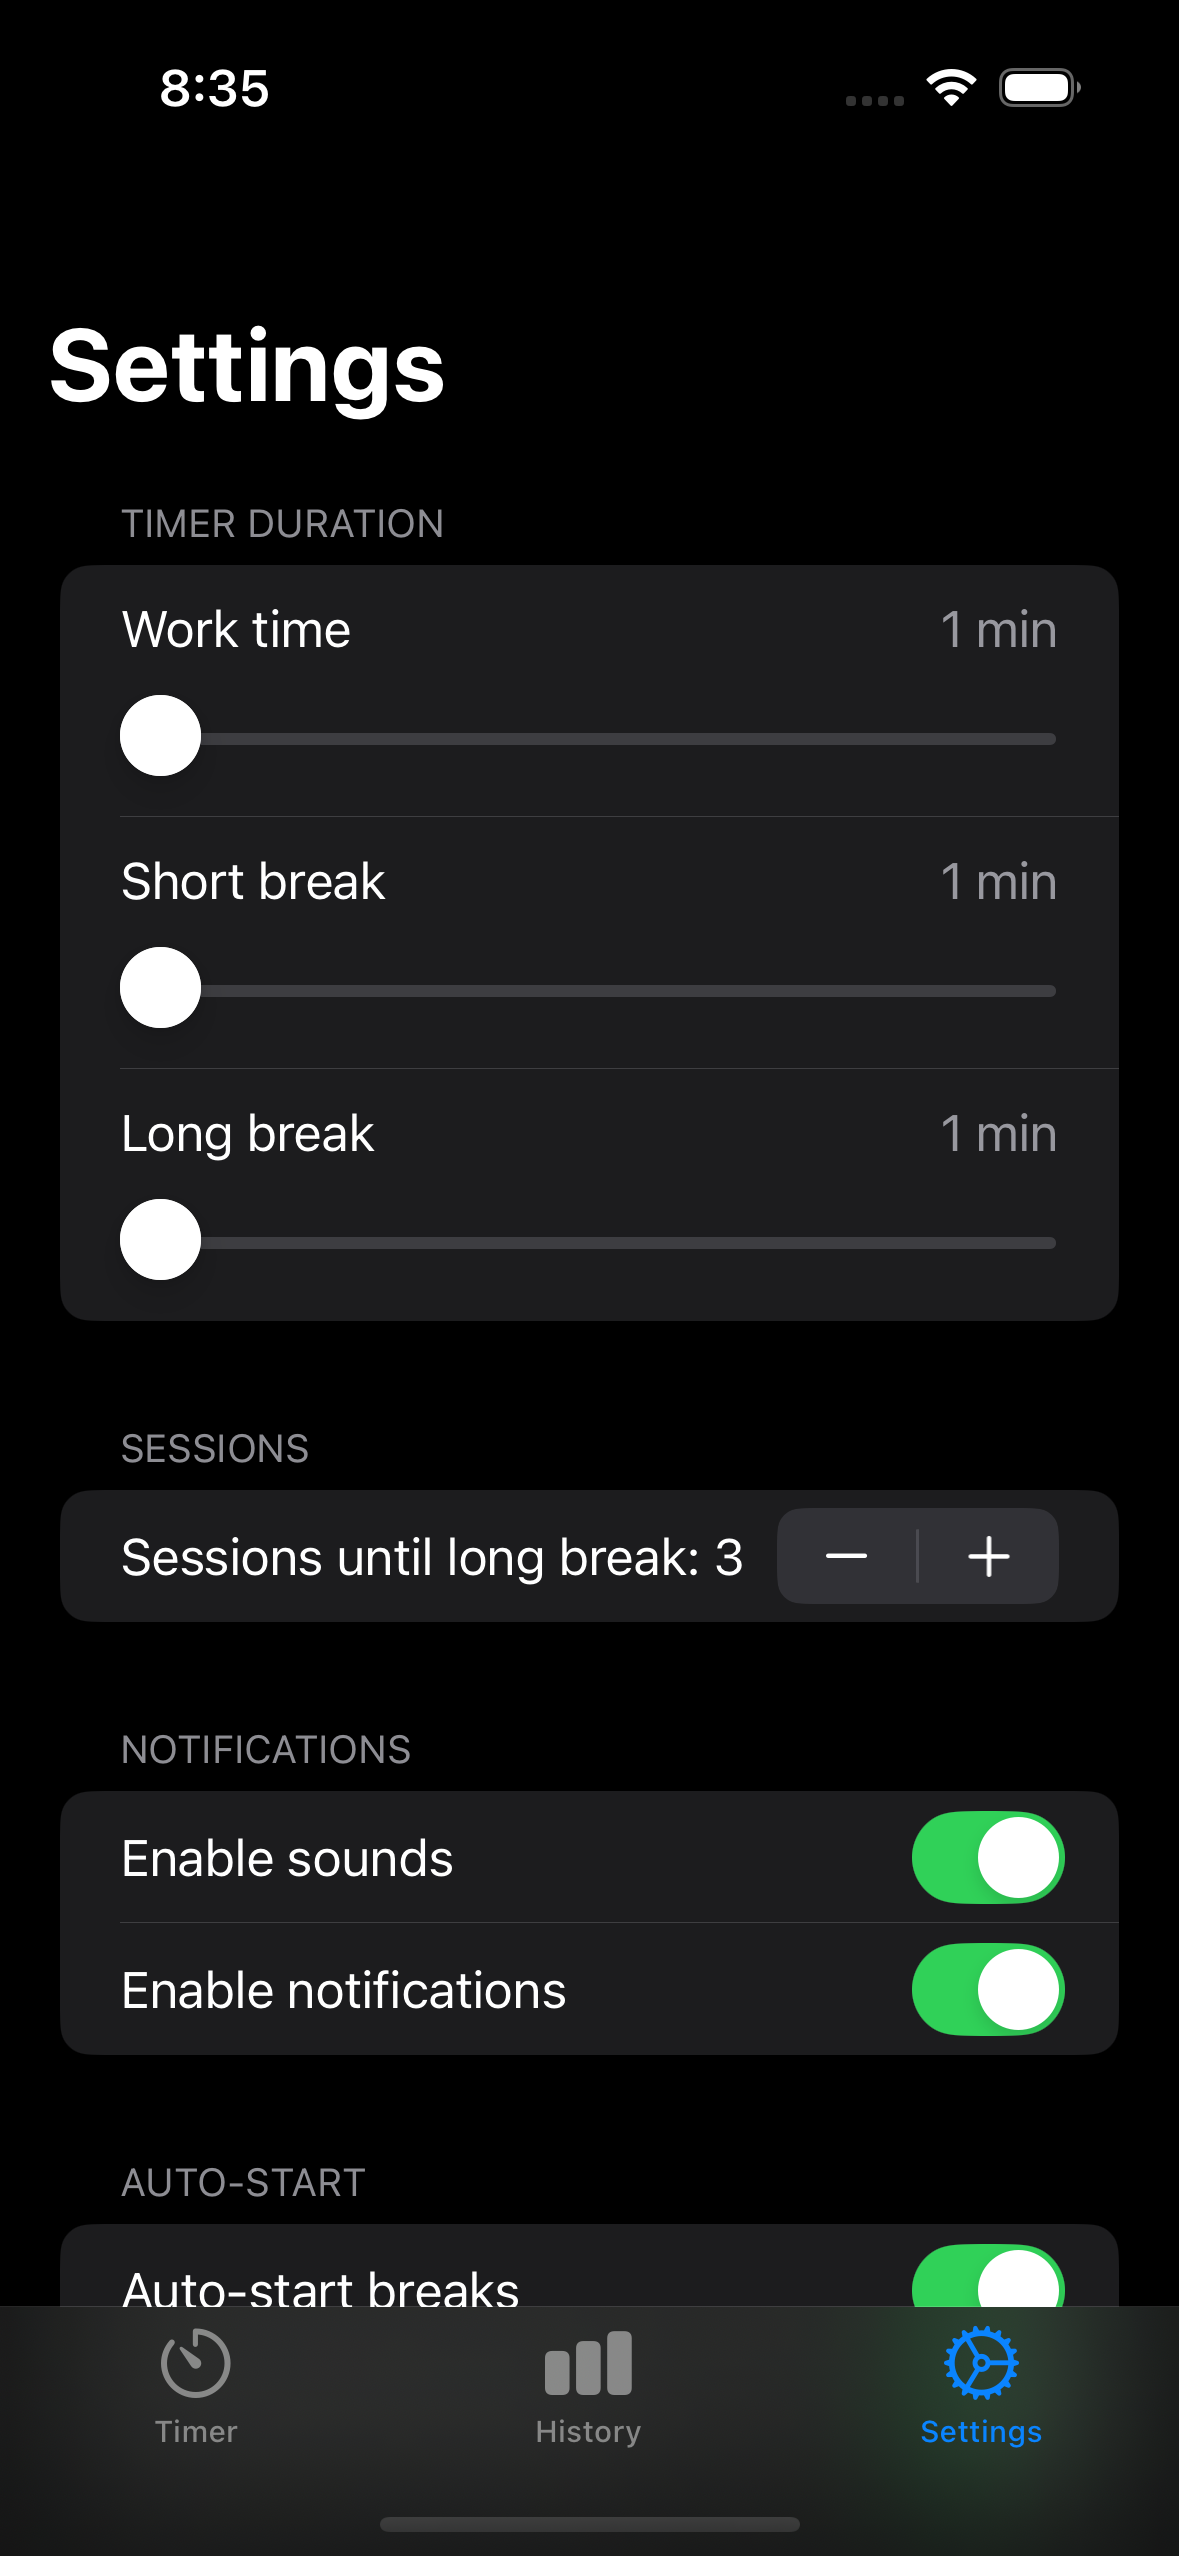 8:35
Settings
TIMER DURATION
Work time 1 min
Short break 1 min
Long break 1 min
SESSIONS
Sessions until long break: 3
NOTIFICATIONS
Enable sounds
Enable notifications
AUTO-START
Auto-start breaks
Timer History Settings